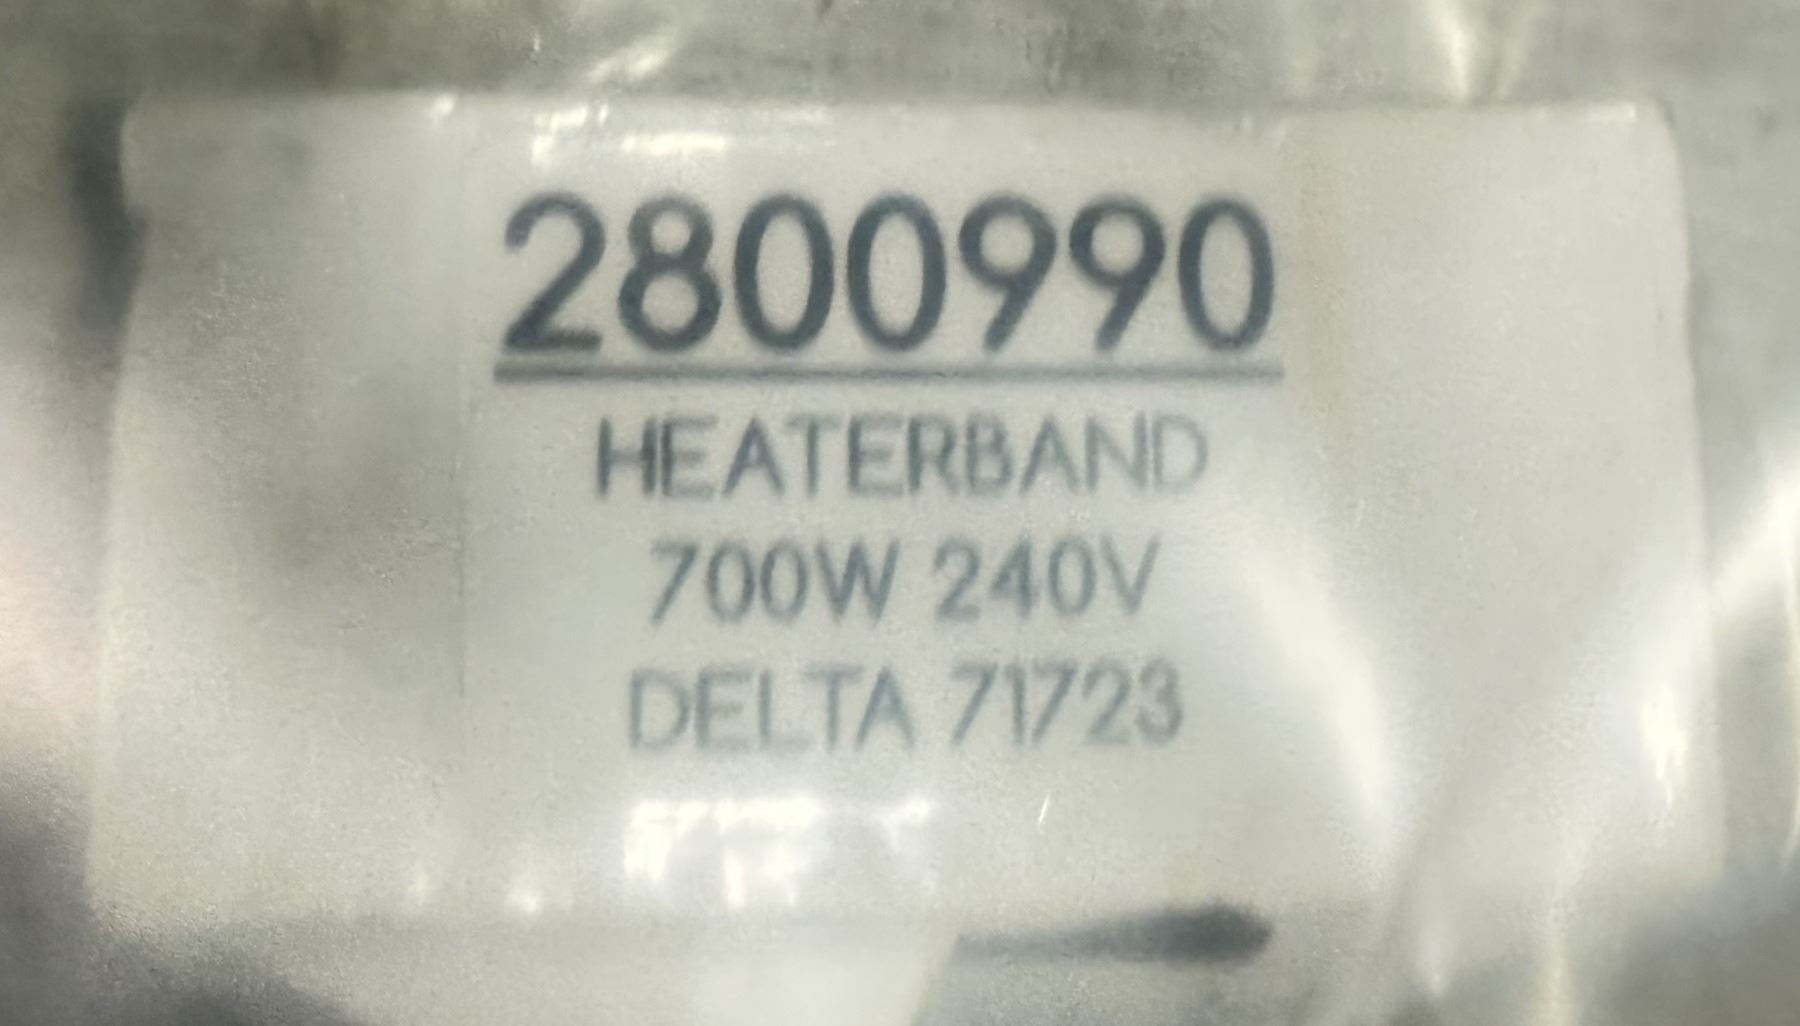 2800990
HEATERBAND
700W 240V
DELTA 71723